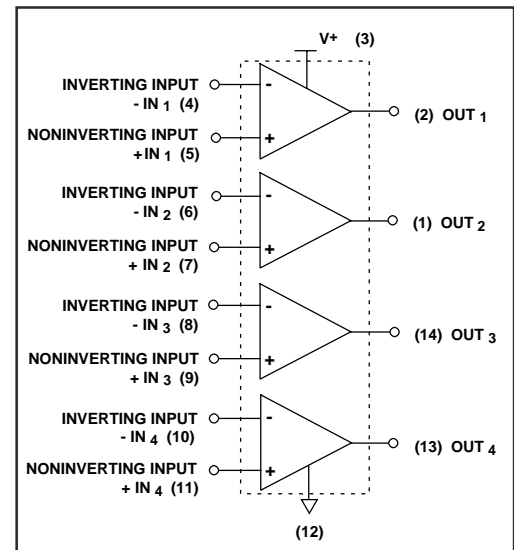 V+ (3)
INVERTING INPUT
- IN 1 (4)
-
(2) OUT 1
NONINVERTING INPUT
+IN 1 (5)
+
INVERTING INPUT
- IN 2 (6)
-
(1) OUT 2
NONINVERTING INPUT
+ IN 2 (7)
+
INVERTING INPUT
- IN 3 (8)
-
(14) OUT 3
NONINVERTING INPUT
+ IN 3 (9)
+
INVERTING INPUT
- IN 4 (10)
-
(13) OUT 4
NONINVERTING INPUT
+ IN 4 (11)
+
(12)